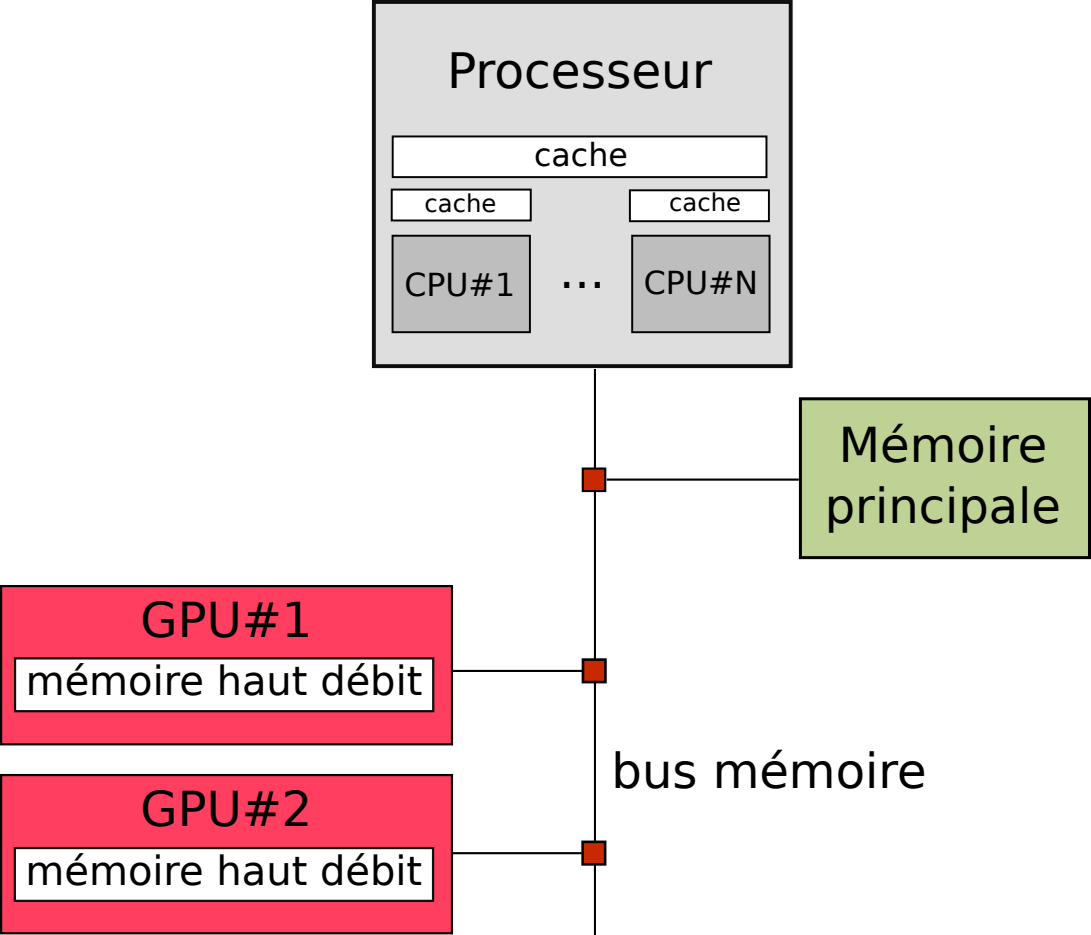 Processeur
cache
cache
cache
CPU#1
...
CPU#N
Mémoire
principale
GPU#1
mémoire haut débit
bus mémoire
GPU#2
mémoire haut débit